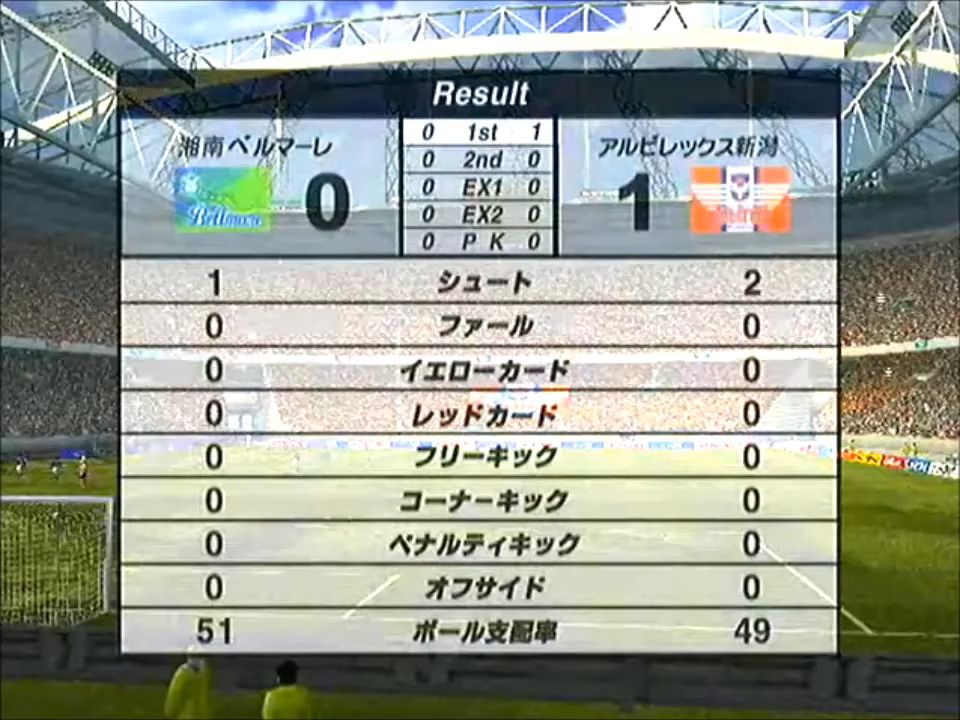 Result
湘南ベルマーレ
Bellmare
0
0 1st 1
0 2nd 0
0 EX1 0
0 EX2 0
0 P K 0
アルビレックス新潟
1
1 シュート 2
0 ファール 0
0 イエローカード 0
0 レッドカード 0
0 フリーキック 0
0 コーナーキック 0
0 ペナルティキック 0
0 オフサイド 0
51 ボール支配率 49